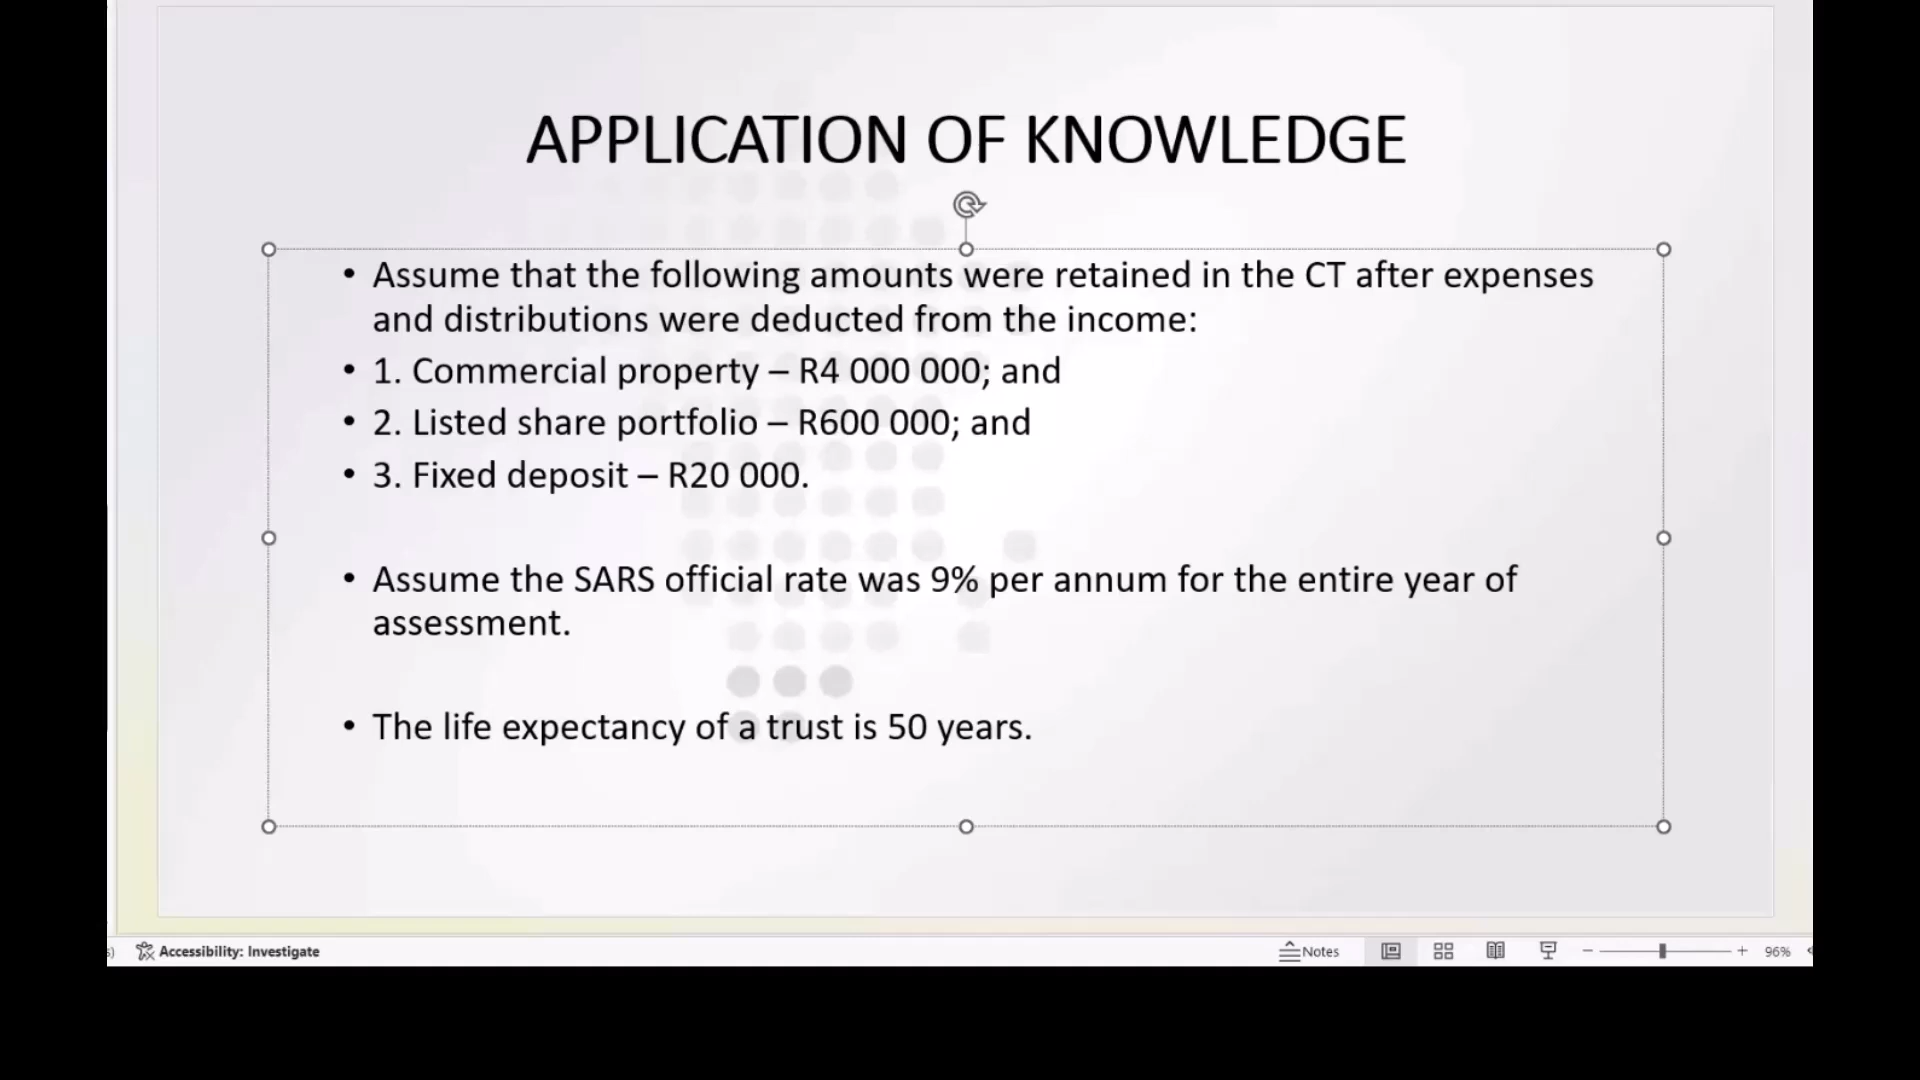 APPLICATION OF KNOWLEDGE
• Assume that the following amounts were retained in the CT after expenses
and distributions were deducted from the income:
• 1. Commercial property – R4 000 000; and
• 2. Listed share portfolio – R600 000; and
• 3. Fixed deposit – R20 000.
• Assume the SARS official rate was 9% per annum for the entire year of
assessment.
• The life expectancy of a trust is 50 years.
Accessibility: Investigate
Notes
96%